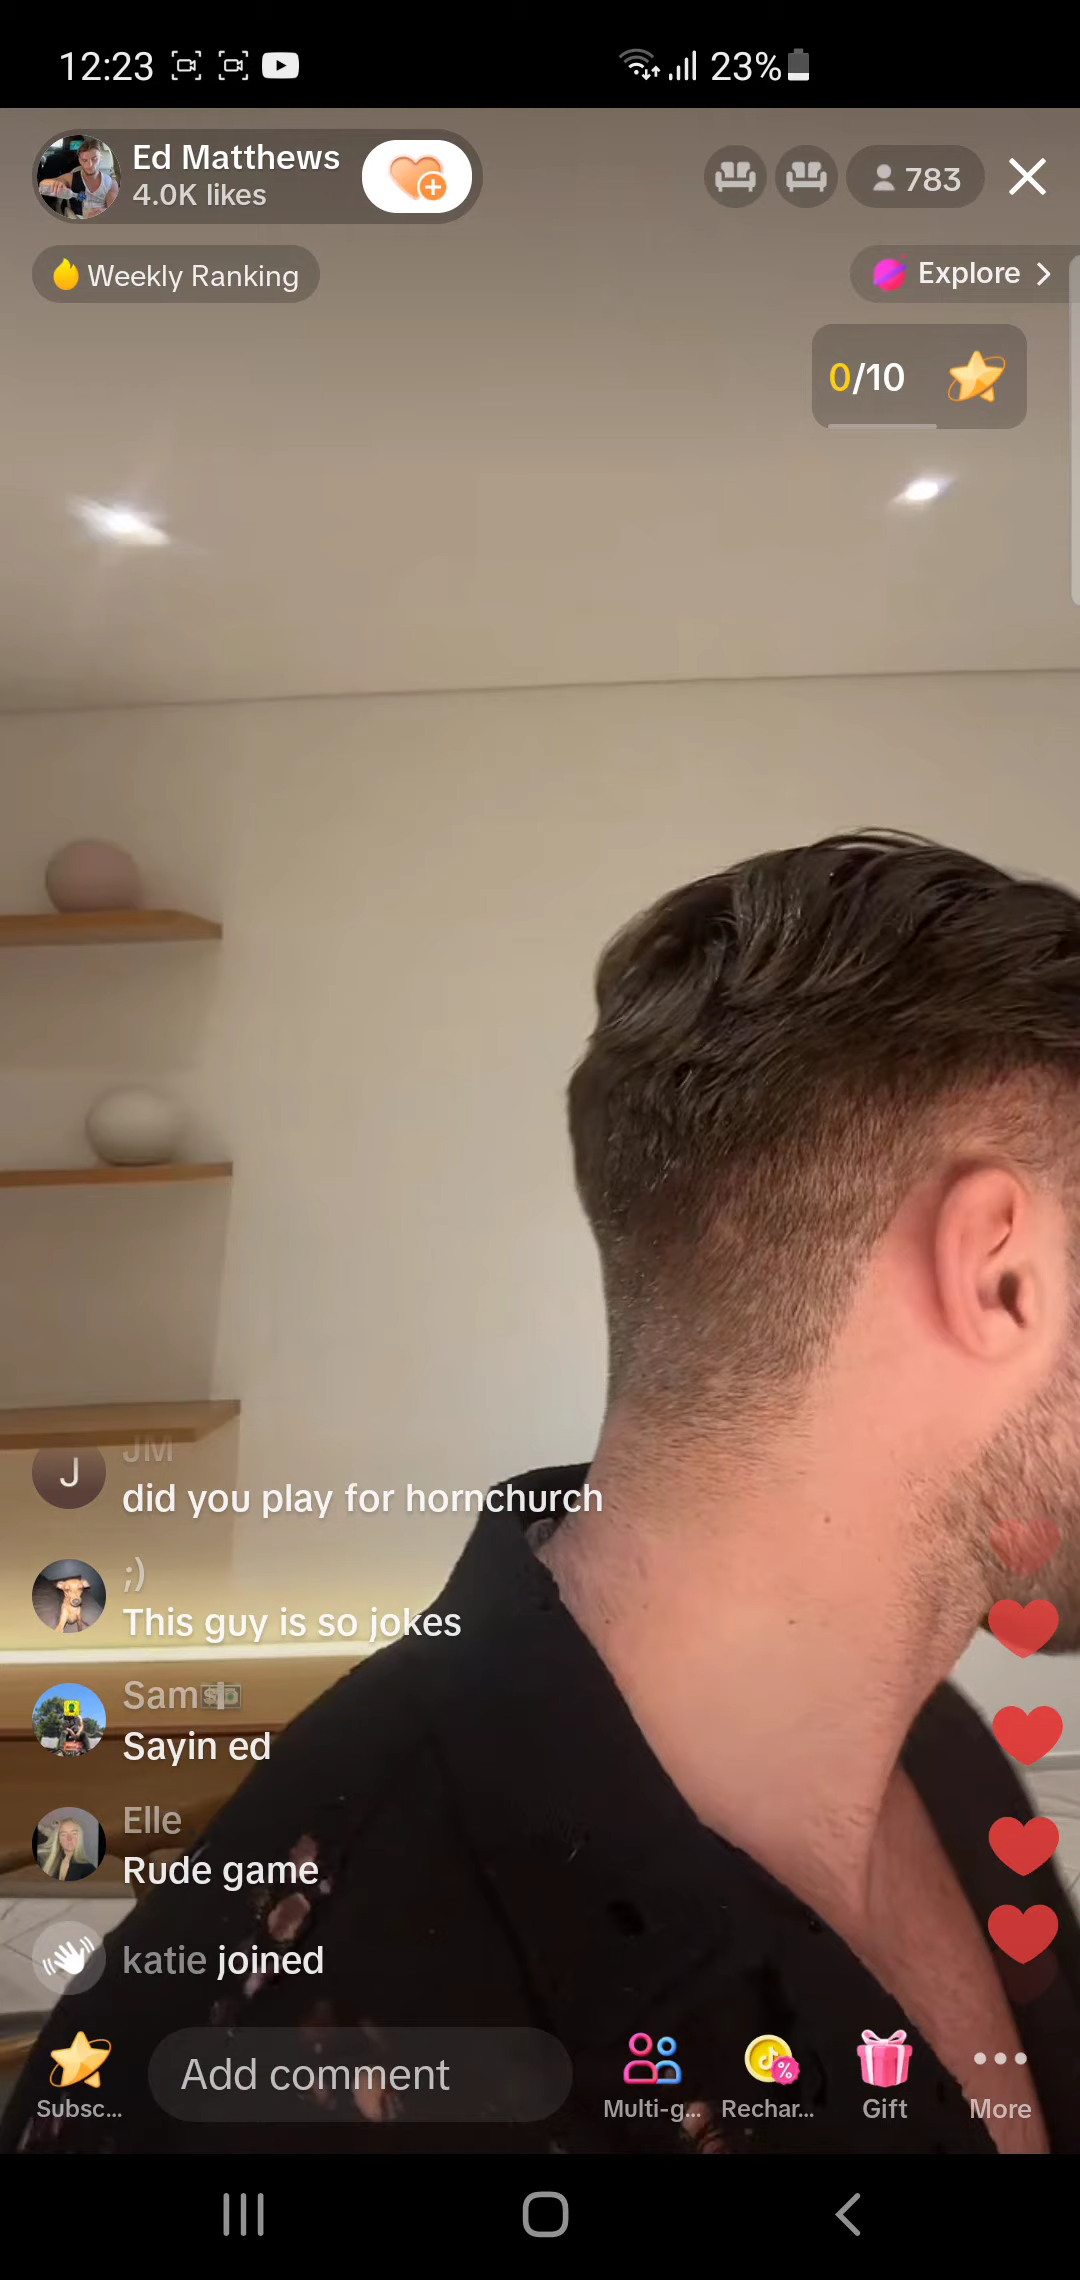 12:23
23%
Ed Matthews
4.0K likes
783
Weekly Ranking
Explore
0/10
JM
J
did you play for hornchurch
;)
This guy is so jokes
Sam
Sayin ed
Elle
Rude game
katie joined
Subsc...
Add comment
Multi-g...
Rechar...
Gift
More